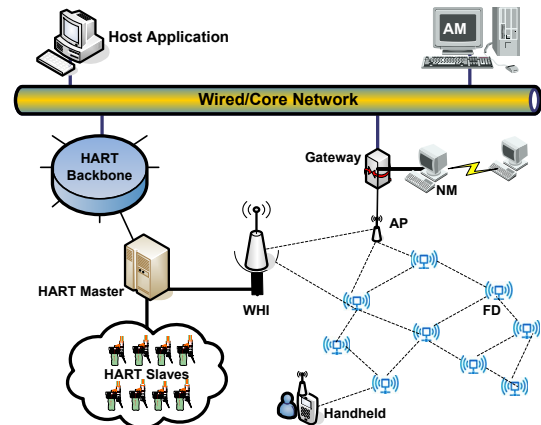 Host Application
AM
Wired/Core Network
HART
Backbone
Gateway
NM
AP
HART Master
WHI
FD
HART Slaves
Handheld